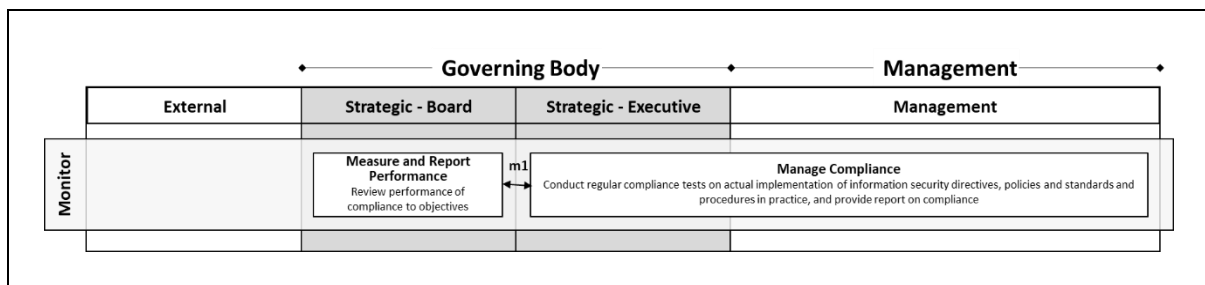 Governing Body Management
External Strategic - Board Strategic - Executive Management
Monitor
Measure and Report
Performance
Review performance of
compliance to objectives
m1
Manage Compliance
Conduct regular compliance tests on actual implementation of information security directives, policies and standards and
procedures in practice, and provide report on compliance